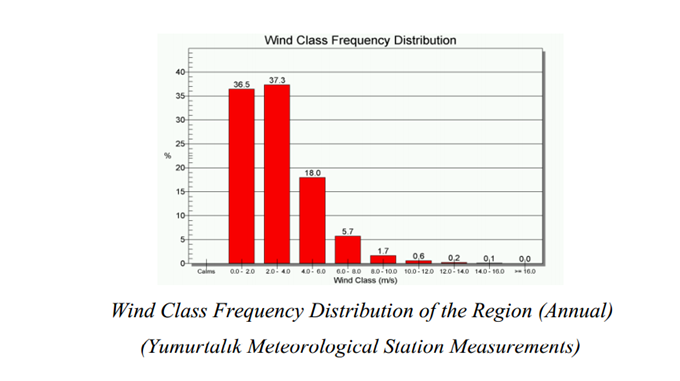 Wind Class Frequency Distribution
40
35
30
25
%
20
15
10
5
0
36.5
37.3
18.0
5.7
1.7
0.6
0.2
0.1
0.0
Calms
0.0 - 2.0
2.0 - 4.0
4.0 - 6.0
6.0 - 8.0
8.0 - 10.0
10.0 - 12.0
12.0 - 14.0
14.0 - 16.0
>= 16.0
Wind Class (m/s)
Wind Class Frequency Distribution of the Region (Annual)
(Yumurtalık Meteorological Station Measurements)